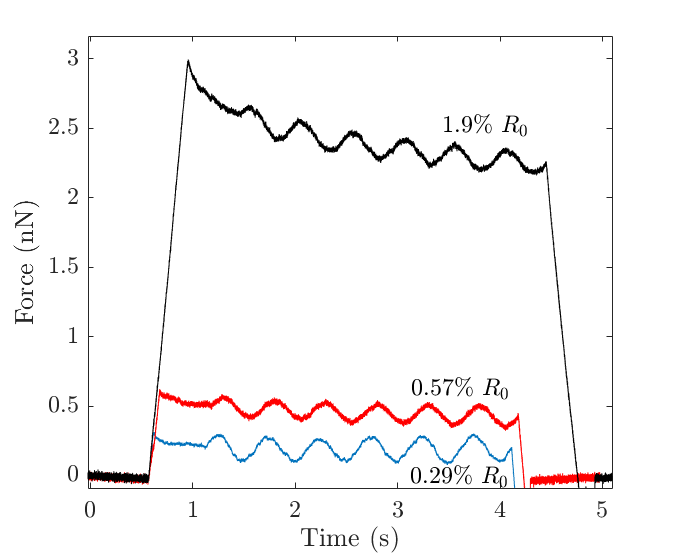 3
2.5
1.9% R₀
2
1.5
Force (nN)
1
0.57% R₀
0.5
0.29% R₀
0
0 1 2 3 4 5
Time (s)